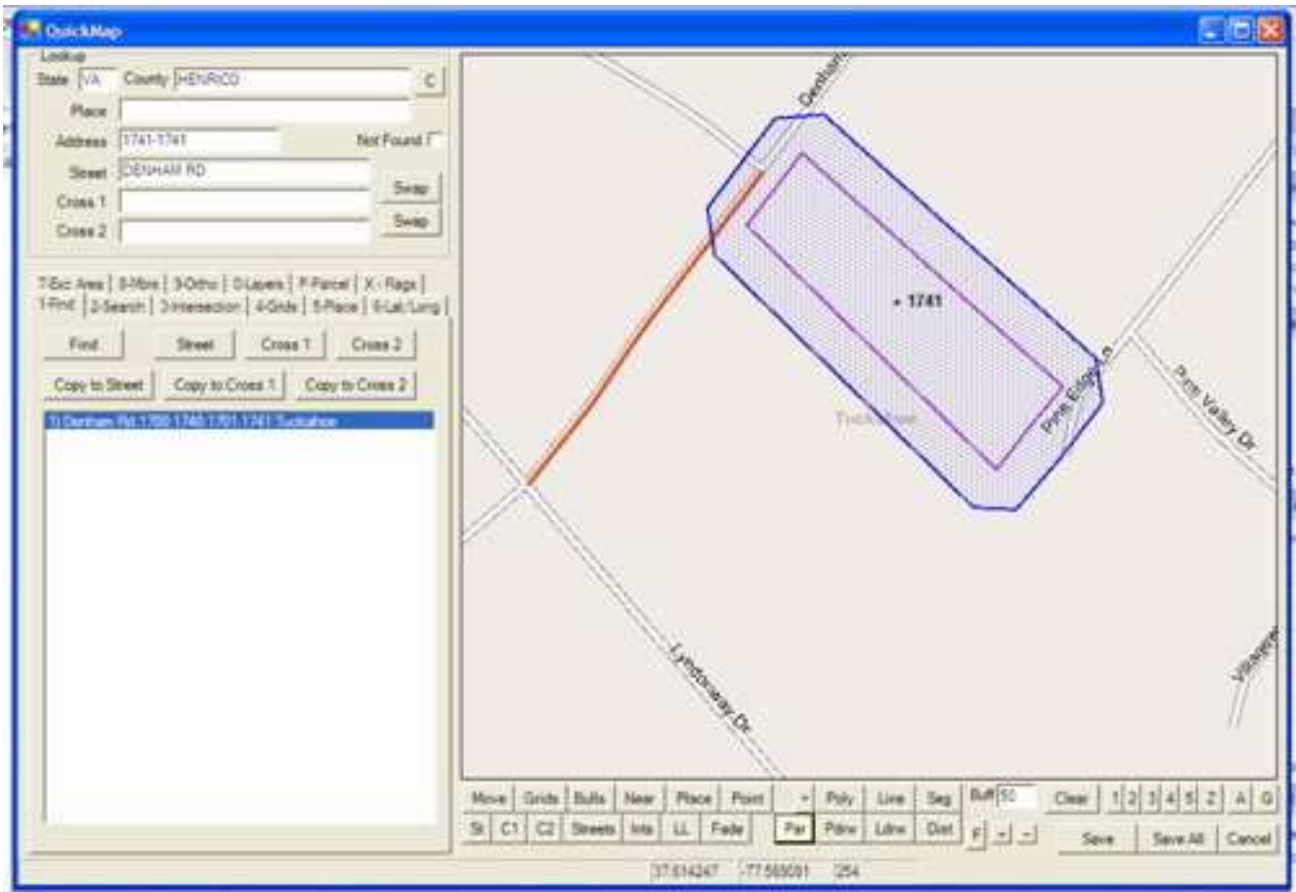 QuickMap
Lookup
State VA County HENRICO C
Place
Address 1741-1741 Not Found
Street DENHAM RD
Swap
Cross 1
Cross 2 Swap
7-Exc Area 8-Mbrs 9-Ortho 0-Layers P-Parcel X - Flags
1-Find 2-Search 3-Intersection 4-Grids 5-Place 6-Lat/Long
Find Street Cross 1 Cross 2
Copy to Street Copy to Cross 1 Copy to Cross 2
1) Denham Rd 1700-1740 1701-1741 Tuckahoe
Denham
1741
Pine Edge Ln
Pine Valley Dr
Tuckahoe
Lyndonway Dr
Move Grids Bulls Near Place Point + Poly Line Seg Buff 50 Clear 1 2 3 4 5 Z A G
St C1 C2 Streets Ints LL Fade Par Pdrw Ldrw Dist F + - Save Save All Cancel
37.614247 254